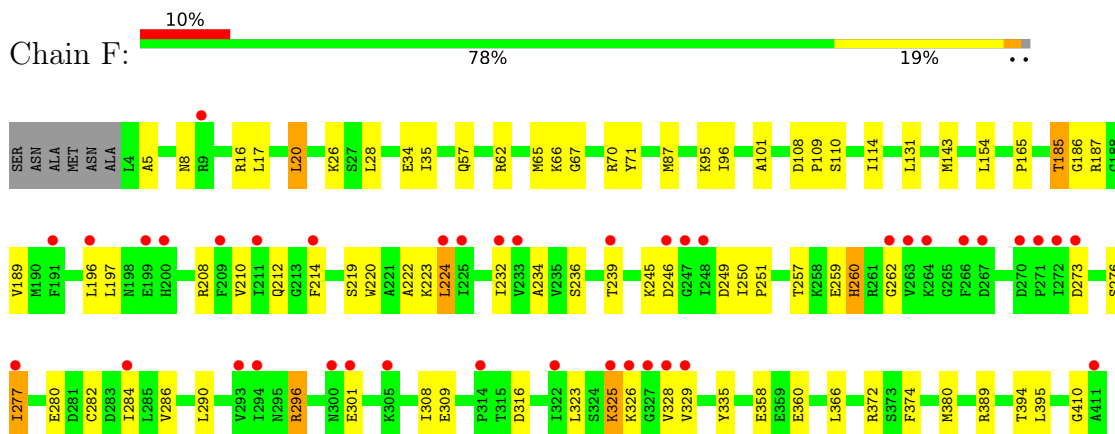 10%
Chain F:
78% 19% ••
SER ASN ALA MET ASN ALA L4 A5 N8 R9 R16 L17 L20 K26 S27 L28 E34 I35 Q57 R62 M65 K66 G67 R70 Y71 M87 K95 I96 A101 D108 P109 S110 I114 L131 M143 L154 P165 T185 G186 R187 G188
V189 M190 F191 L196 L197 N198 E199 H200 R208 F209 V210 I211 Q212 G213 F214 S219 W220 A221 A222 K223 L224 I225 I232 V233 A234 V235 S236 T239 K245 D246 G247 I248 D249 I250 P251 T257 K258 E259 H260 R261 G262 V263 K264 G265 F266 D267 D270 P271 I272 D273 S276
I277 E280 D281 C282 D283 I284 L285 V286 L290 V293 I294 N295 R296 N300 E301 K305 I308 E309 P314 T315 D316 I322 L323 S324 K325 K326 G327 V328 V329 Y335 E358 E359 E360 L366 R372 S373 F374 M380 R389 T394 L395 G410 A411